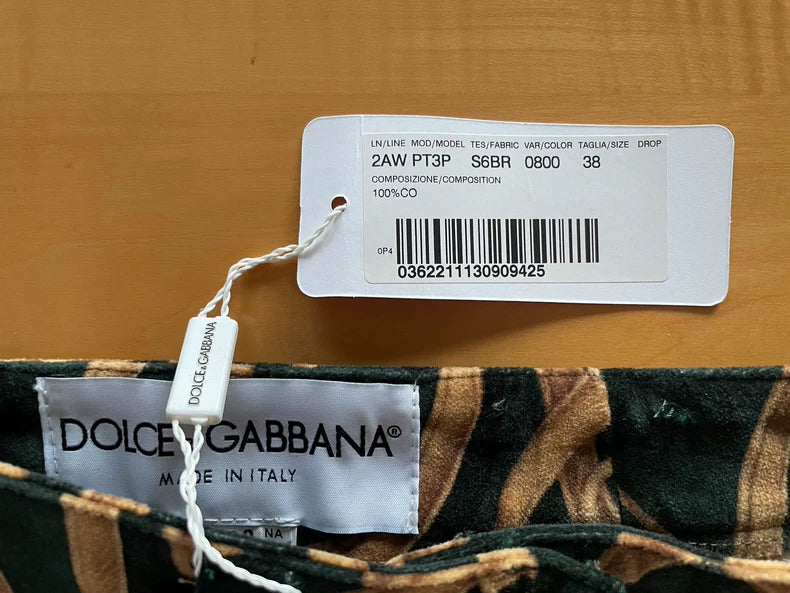 LN/LINE MOD/MODEL TES/FABRIC VAR/COLOR TAGLIA/SIZE DROP
2AW PT3P S6BR 0800 38
COMPOSIZIONE/COMPOSITION
100%CO
0P4
0362211130909425
DOLCE&GABBANA
DOLCE GABBANA®
MADE IN ITALY
NA